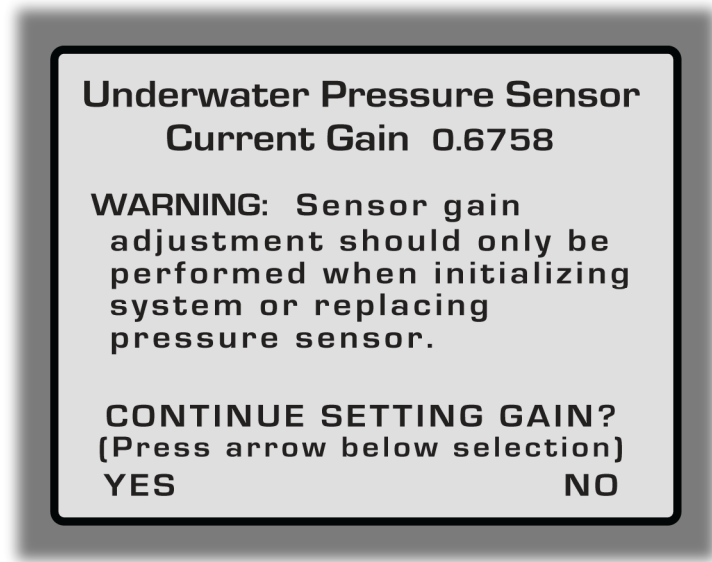 Underwater Pressure Sensor
Current Gain 0.6758
WARNING: Sensor gain
adjustment should only be
performed when initializing
system or replacing
pressure sensor.
CONTINUE SETTING GAIN?
(Press arrow below selection)
YES NO